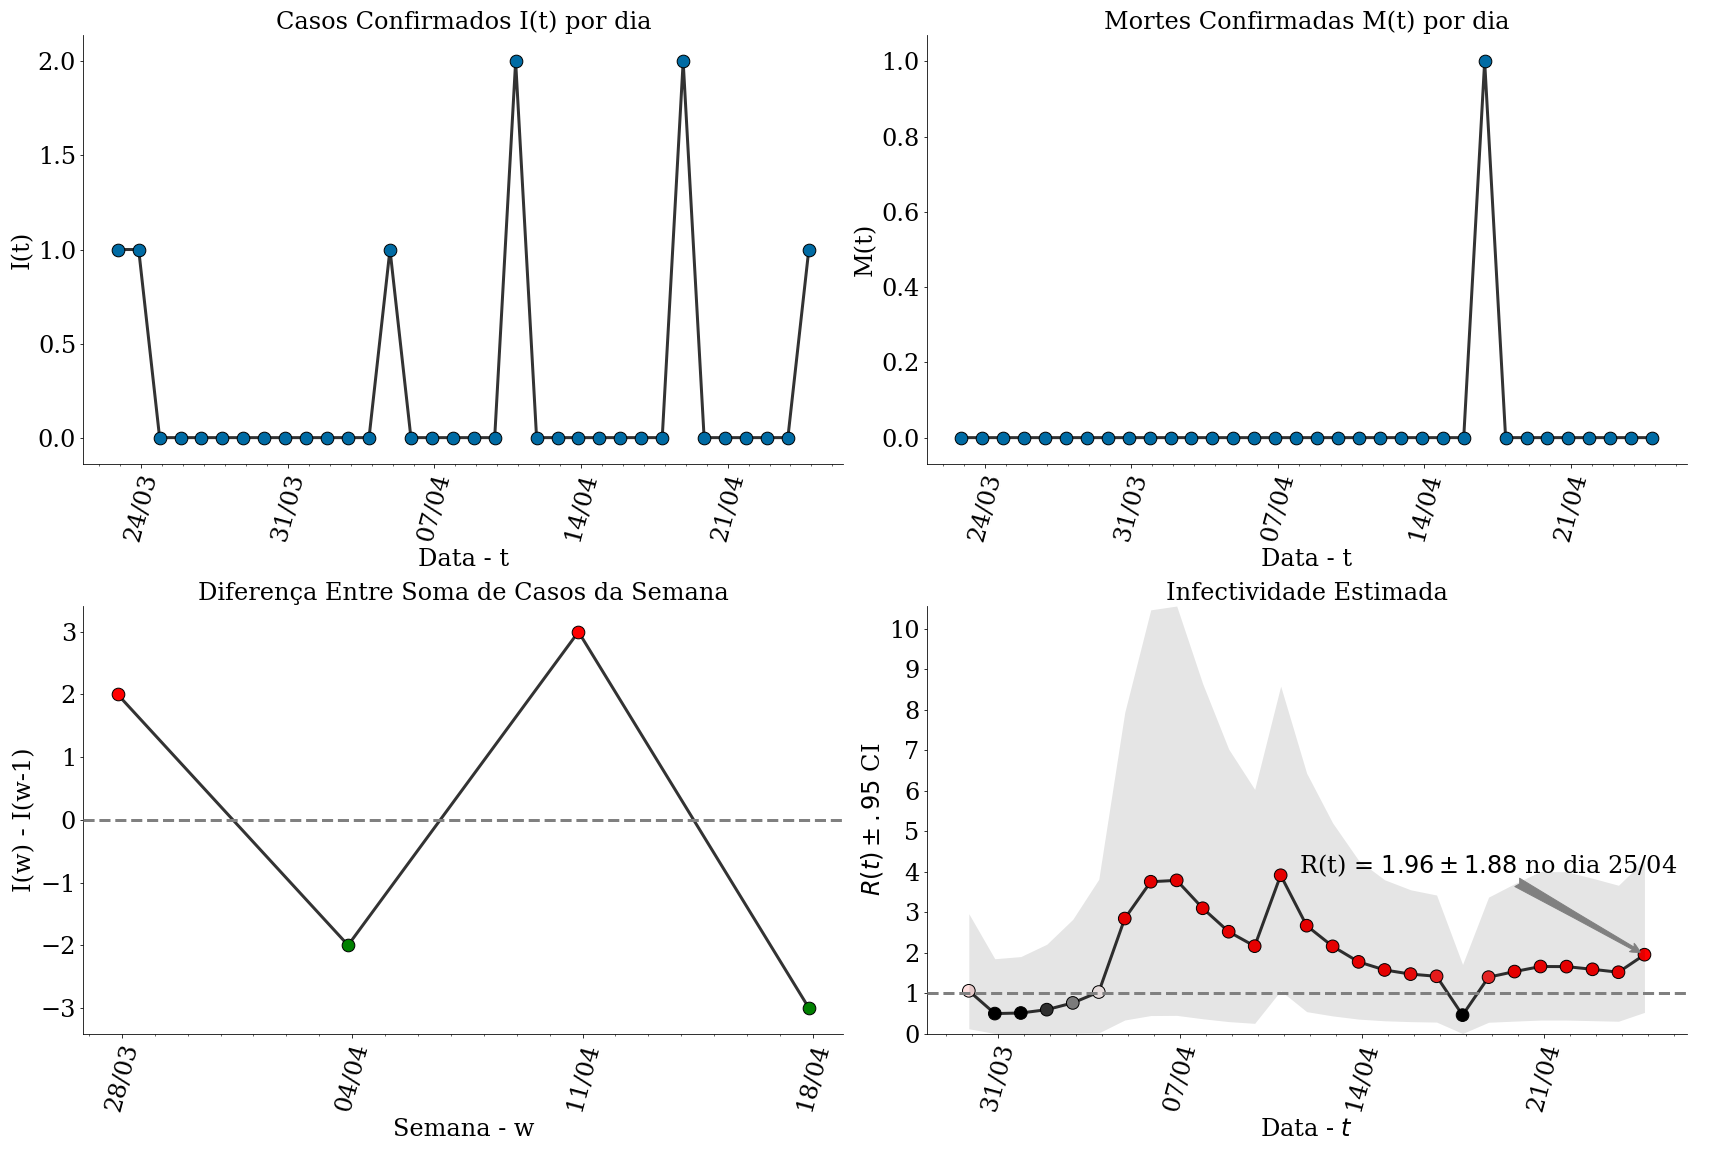 Casos Confirmados I(t) por dia
I(t)
2.0
1.5
1.0
0.5
0.0
24/03 31/03 07/04 14/04 21/04
Data - t
Mortes Confirmadas M(t) por dia
M(t)
1.0
0.8
0.6
0.4
0.2
0.0
24/03 31/03 07/04 14/04 21/04
Data - t
Diferença Entre Soma de Casos da Semana
I(w) - I(w-1)
3
2
1
0
−1
−2
−3
28/03 04/04 11/04 18/04
Semana - w
Infectividade Estimada
R(t) ± .95 CI
10
9
8
7
6
5
4
3
2
1
0
R(t) = 1.96 ± 1.88 no dia 25/04
31/03 07/04 14/04 21/04
Data - t